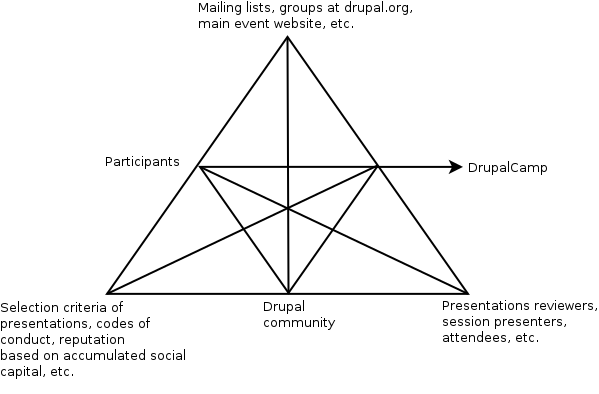 Mailing lists, groups at drupal.org,
main event website, etc.
Participants
DrupalCamp
Selection criteria of
presentations, codes of
conduct, reputation
based on accumulated social
capital, etc.
Drupal
community
Presentations reviewers,
session presenters,
attendees, etc.